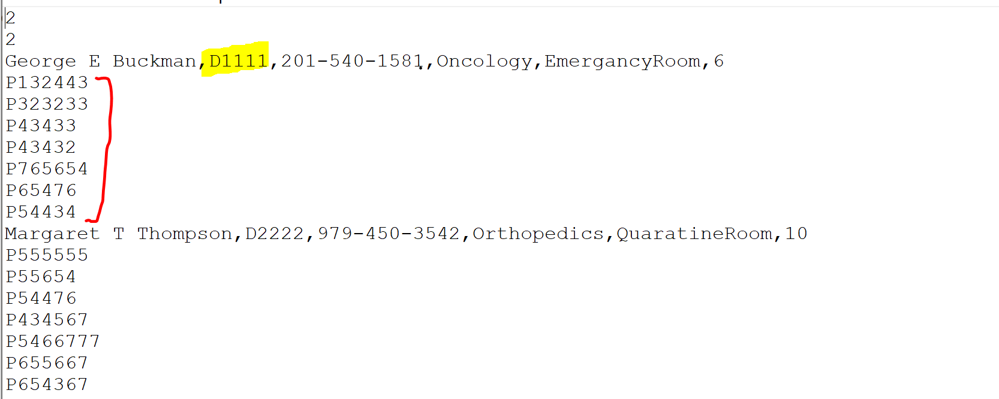 2
2
George E Buckman,D1111,201-540-1581,Oncology,EmergancyRoom,6
P132443
P323233
P43433
P43432
P765654
P65476
P54434
Margaret T Thompson,D2222,979-450-3542,Orthopedics,QuaratineRoom,10
P555555
P55654
P54476
P434567
P5466777
P655667
P654367